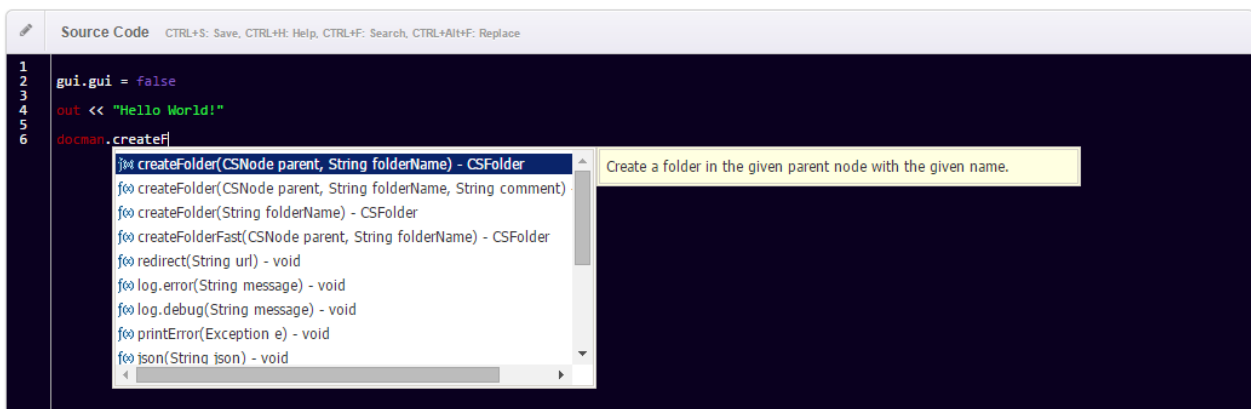 Source Code CTRL+S: Save, CTRL+H: Help, CTRL+F: Search, CTRL+Alt+F: Replace
1
2 gui.gui = false
3
4 out << "Hello World!"
5
6 docman.createF
f(x) createFolder(CSNode parent, String folderName) - CSFolder
Create a folder in the given parent node with the given name.
f(x) createFolder(CSNode parent, String folderName, String comment) -
f(x) createFolder(String folderName) - CSFolder
f(x) createFolderFast(CSNode parent, String folderName) - CSFolder
f(x) redirect(String url) - void
f(x) log.error(String message) - void
f(x) log.debug(String message) - void
f(x) printError(Exception e) - void
f(x) json(String json) - void